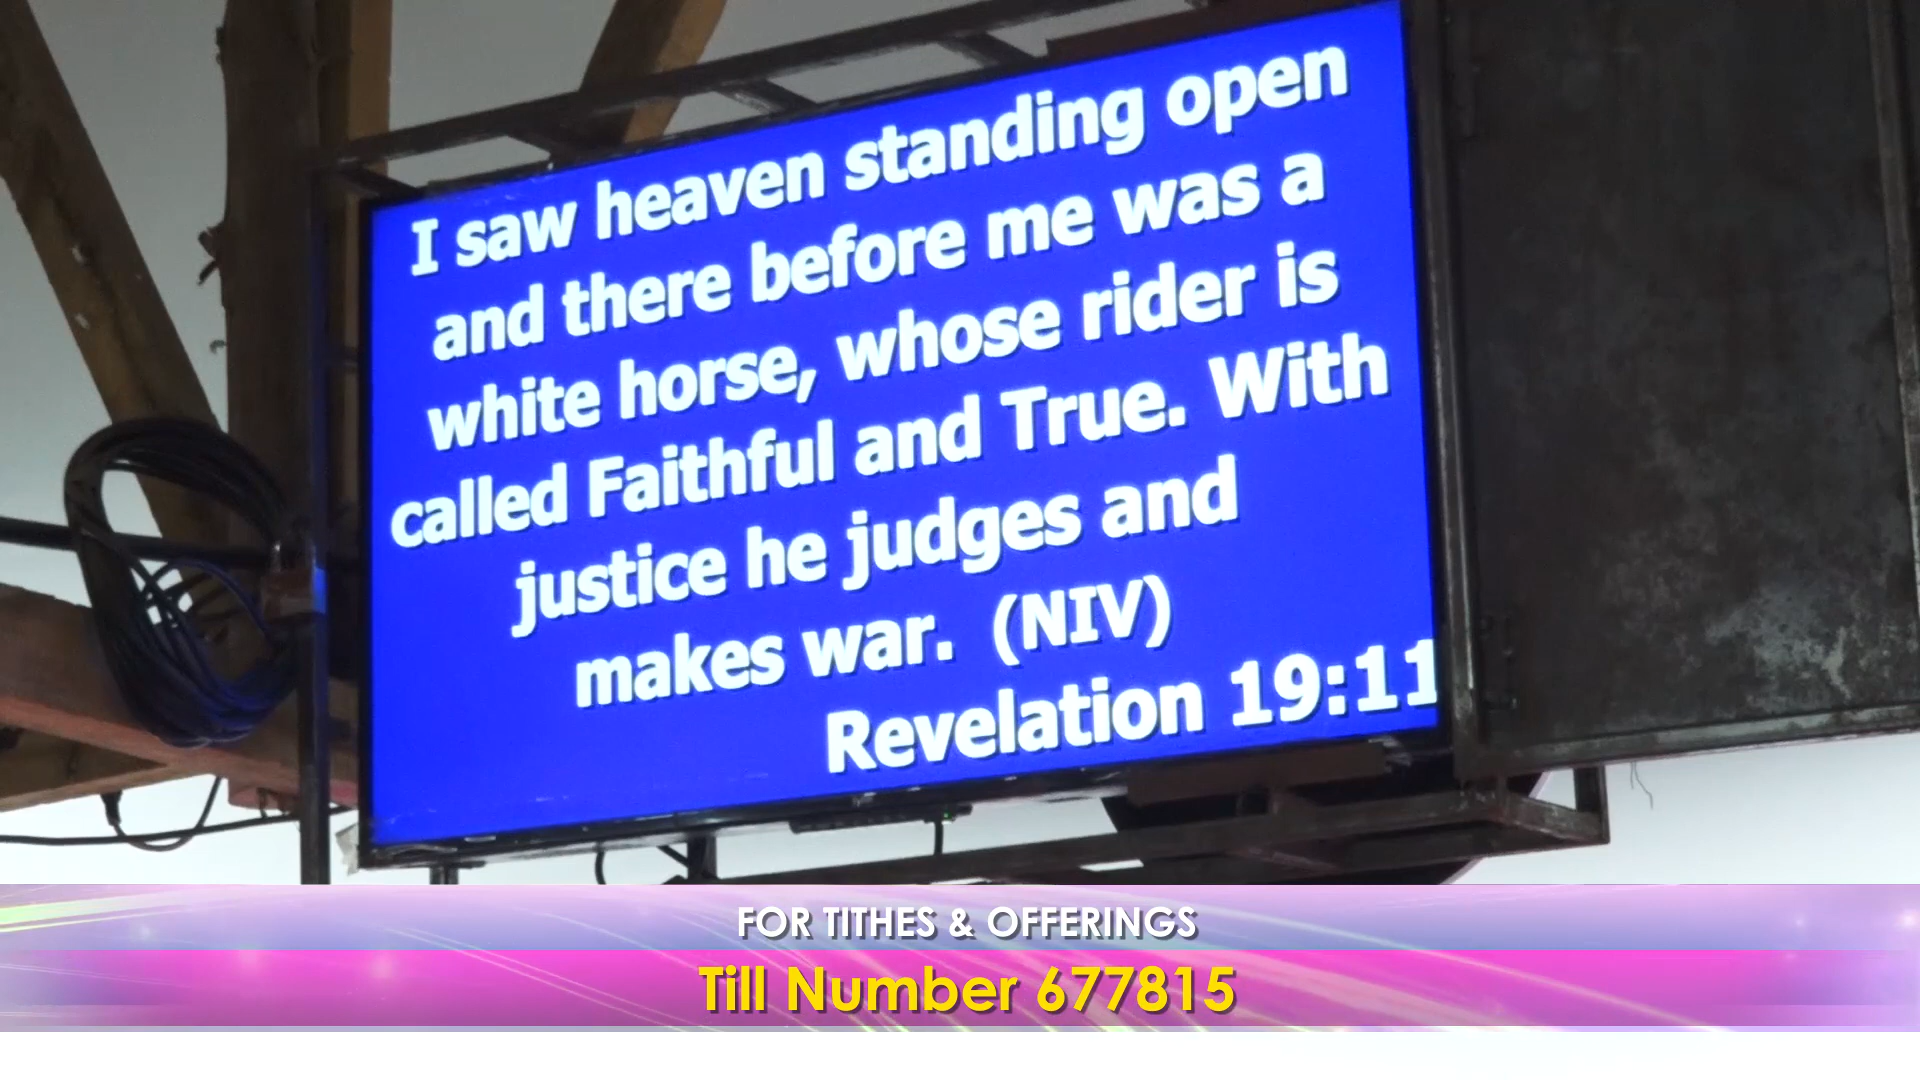 I saw heaven standing open
and there before me was a
white horse, whose rider is
called Faithful and True. With
justice he judges and
makes war. (NIV)
Revelation 19:11
FOR TITHES & OFFERINGS
Till Number 677815